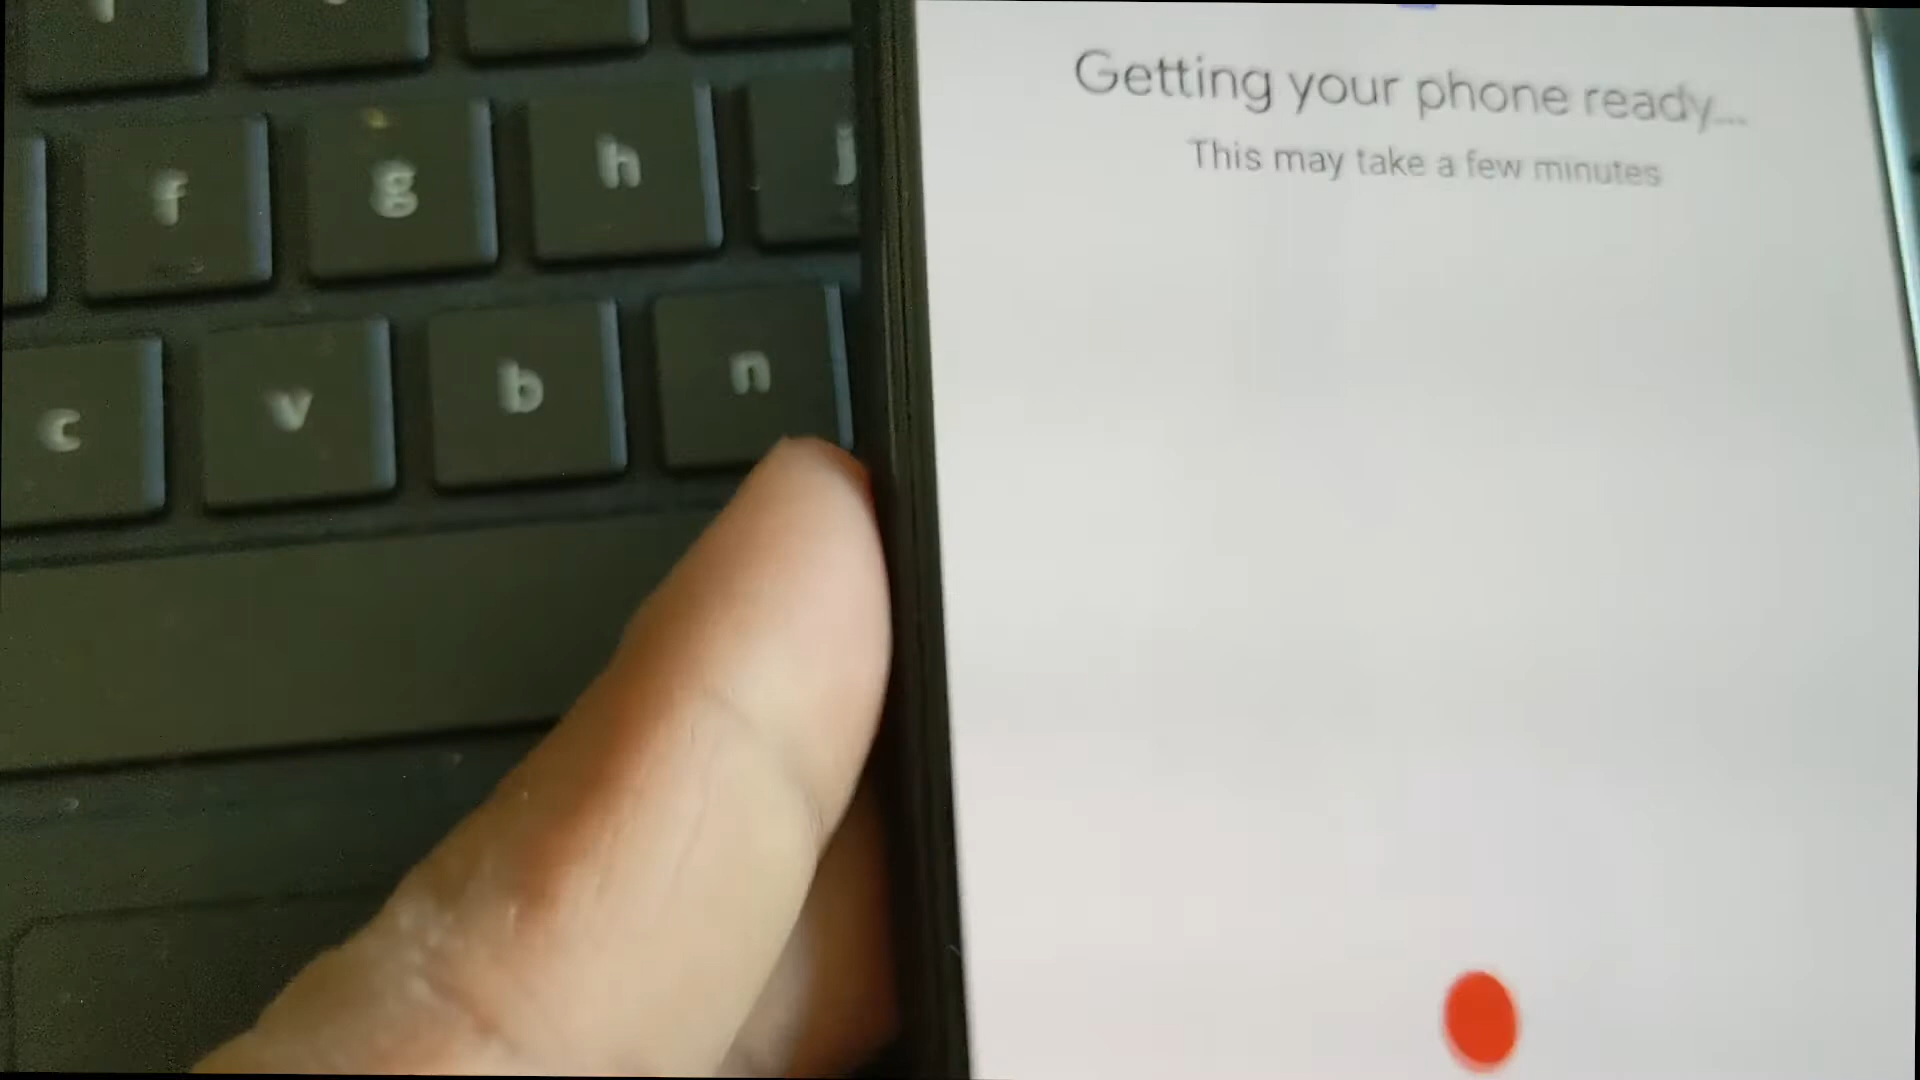 f g h j
c v b n
Getting your phone ready...
This may take a few minutes